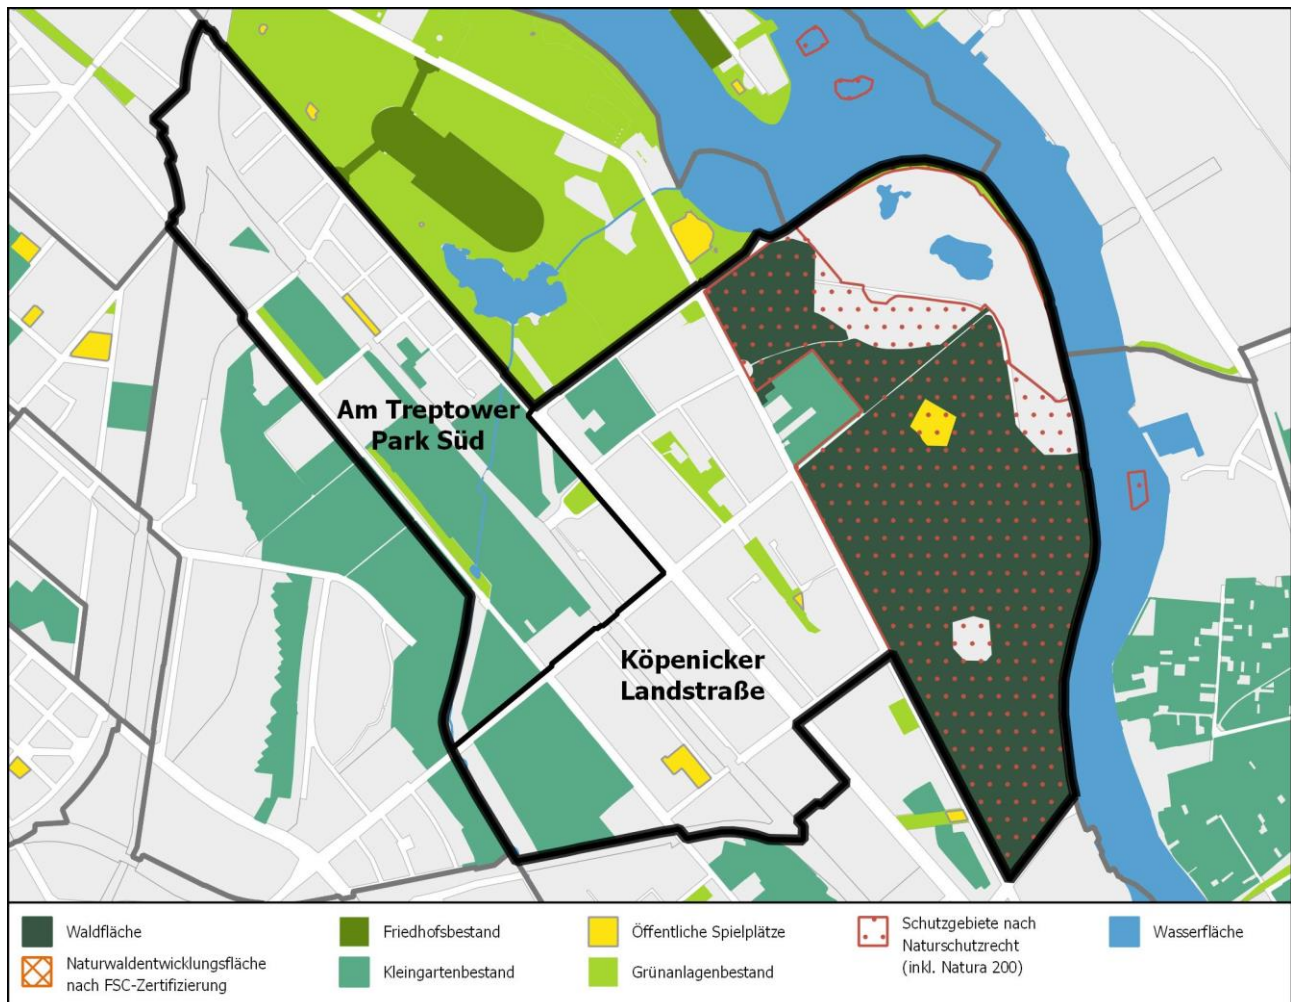 Am Treptower
Park Süd
Köpenicker
Landstraße
Waldfläche
Naturwaldentwicklungsfläche
nach FSC-Zertifizierung
Friedhofsbestand
Kleingartenbestand
Öffentliche Spielplätze
Grünanlagenbestand
Schutzgebiete nach
Naturschutzrecht
(inkl. Natura 200)
Wasserfläche